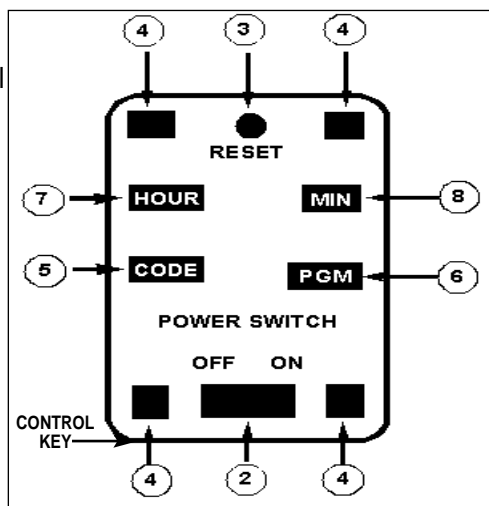 4 3 4
RESET
7 HOUR MIN 8
5 CODE PGM 6
POWER SWITCH
OFF ON
CONTROL
KEY
4 2 4